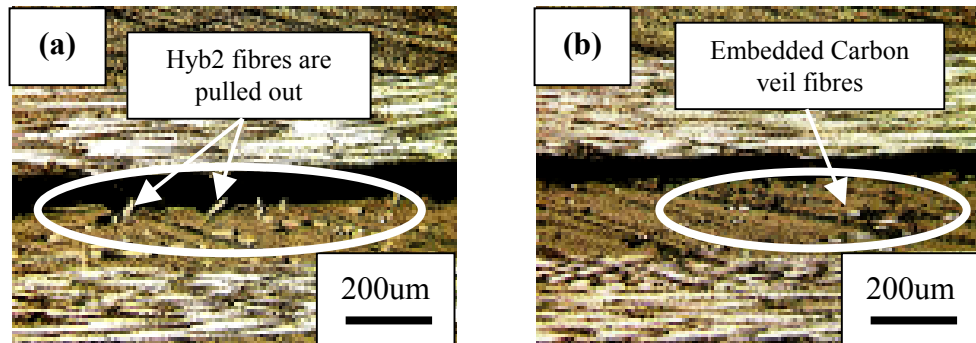 (a)
Hyb2 fibres are
pulled out
200um
(b)
Embedded Carbon
veil fibres
200um